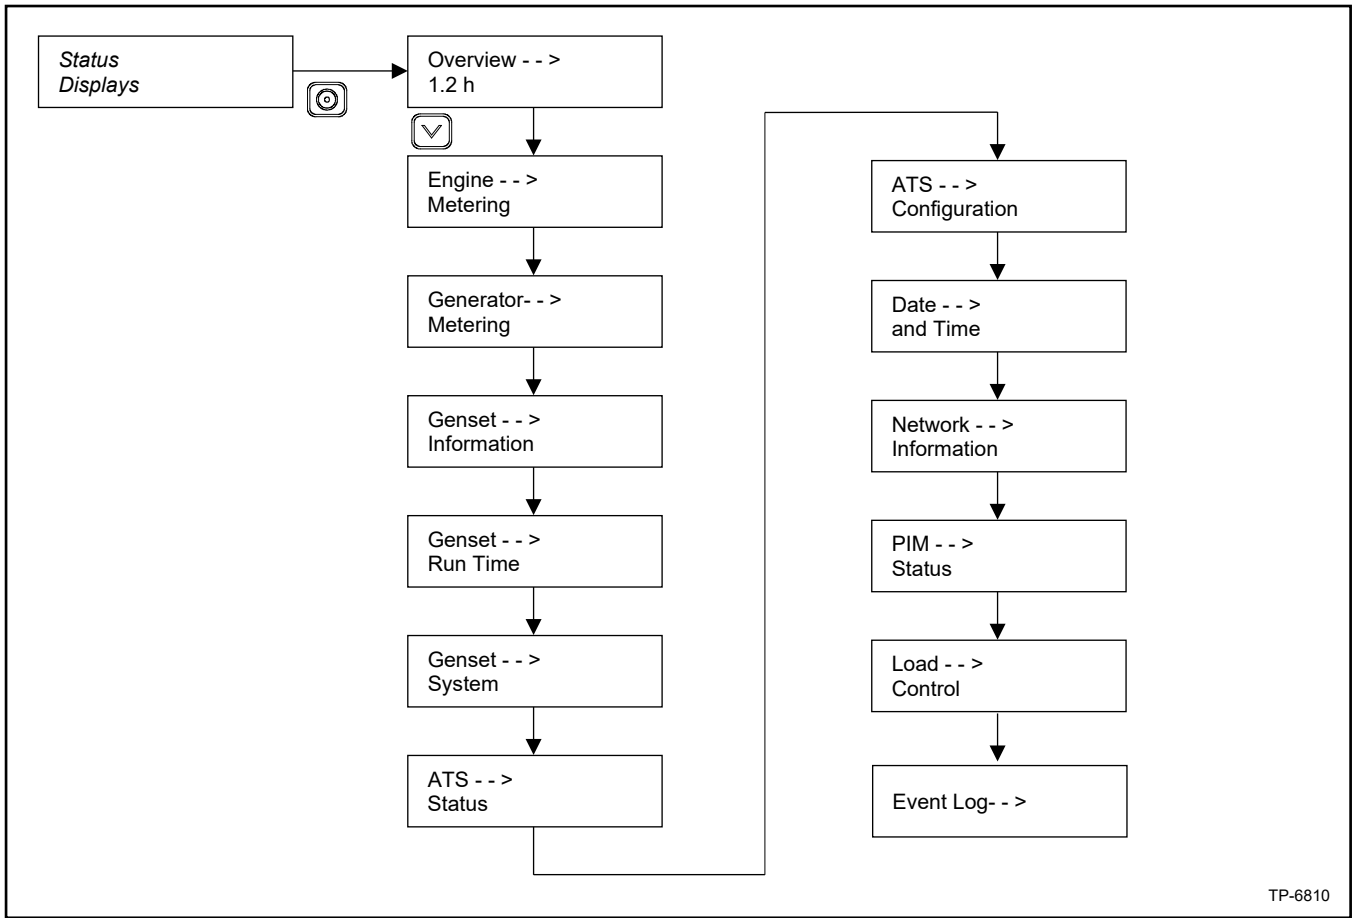 Status
Displays
Overview - - >
1.2 h
Engine - - >
Metering
Generator- - >
Metering
Genset - - >
Information
Genset - - >
Run Time
Genset - - >
System
ATS - - >
Status
ATS - - >
Configuration
Date - - >
and Time
Network - - >
Information
PIM - - >
Status
Load - - >
Control
Event Log- - >
TP-6810